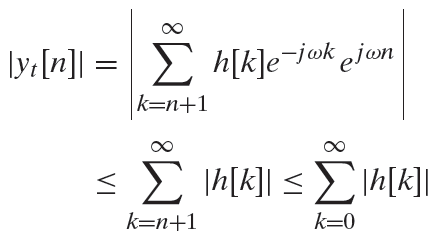 |y_t[n]| = |∑_{k=n+1}^{∞} h[k]e^{−jωk} e^{jωn}|
≤ ∑_{k=n+1}^{∞} |h[k]| ≤ ∑_{k=0}^{∞} |h[k]|